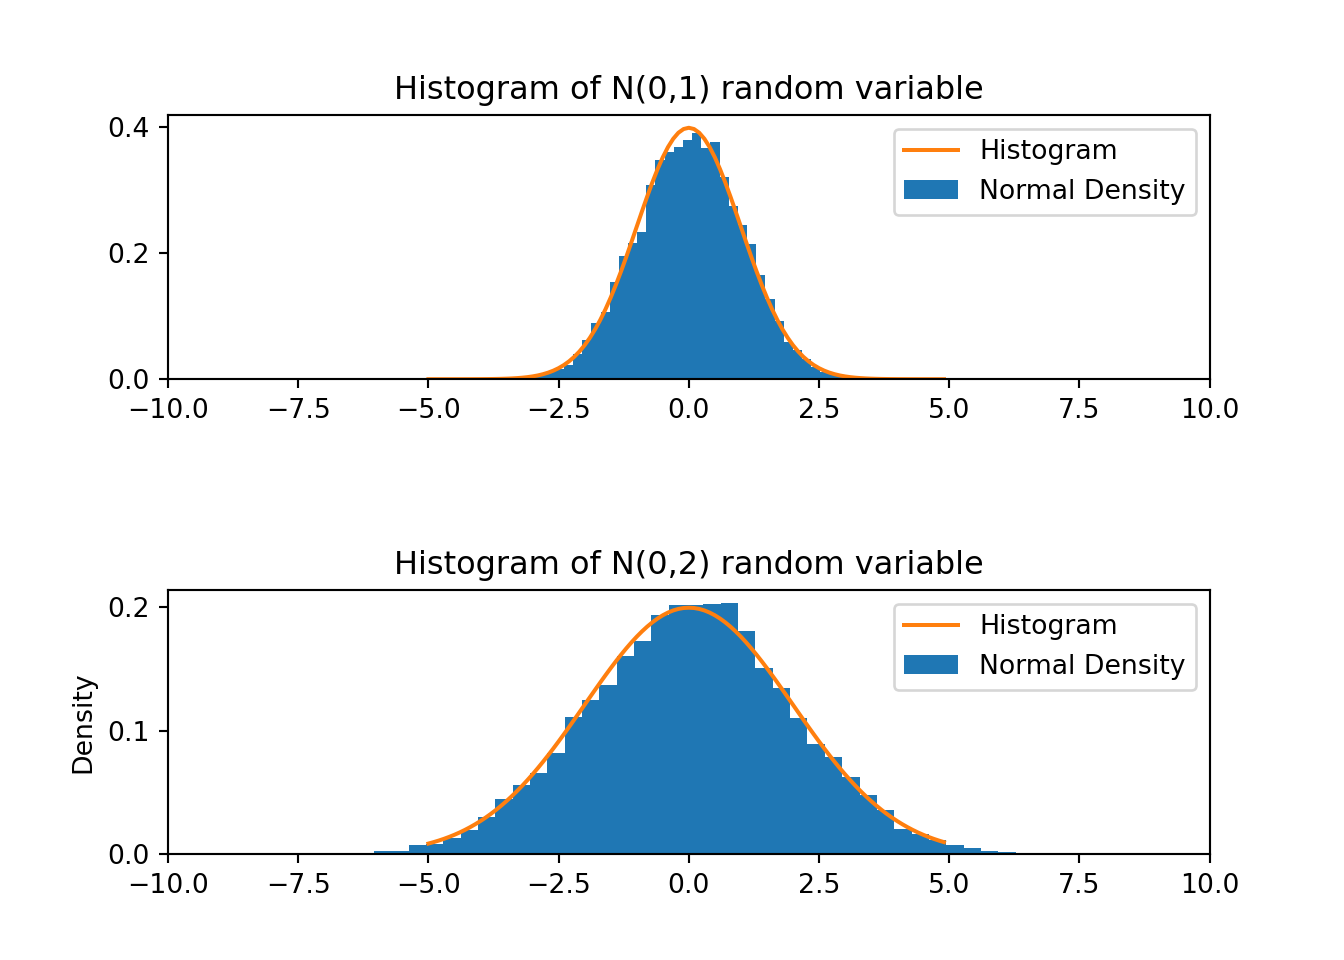 Histogram of N(0,1) random variable
0.4
0.2
0.0
Histogram
Normal Density
−10.0 −7.5 −5.0 −2.5 0.0 2.5 5.0 7.5 10.0
Histogram of N(0,2) random variable
Density
0.2
0.1
0.0
Histogram
Normal Density
−10.0 −7.5 −5.0 −2.5 0.0 2.5 5.0 7.5 10.0